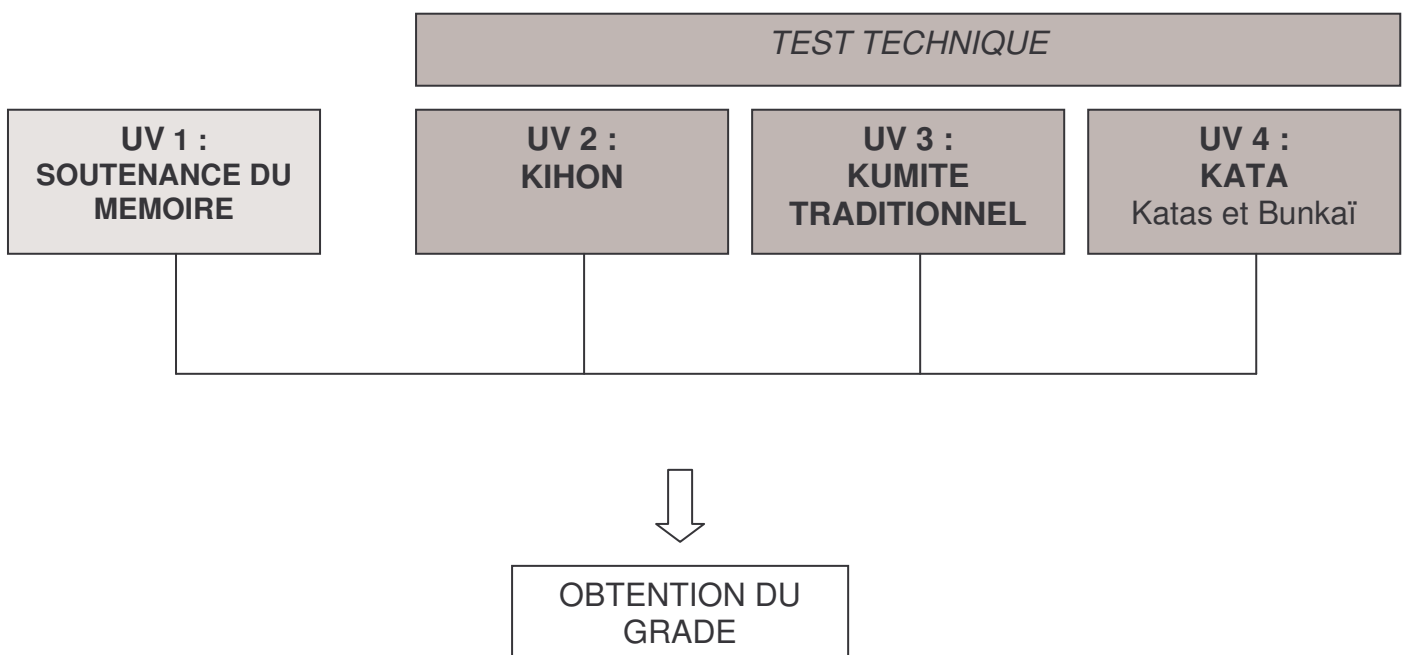 TEST TECHNIQUE
UV 1 :
SOUTENANCE DU
MEMOIRE
UV 2 :
KIHON
UV 3 :
KUMITE
TRADITIONNEL
UV 4 :
KATA
Katas et Bunkaï
OBTENTION DU
GRADE